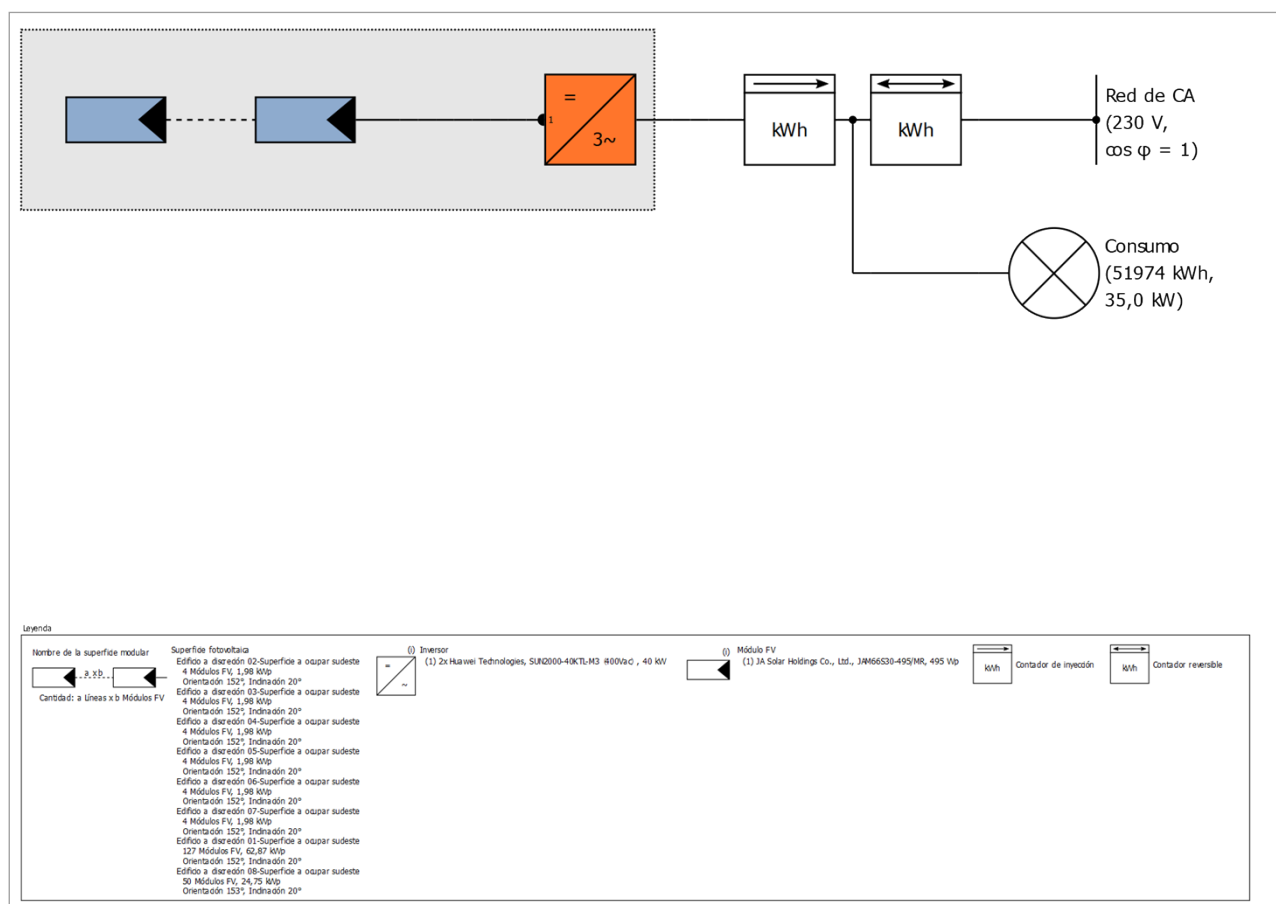 =
1
3~
kWh
kWh
Red de CA
(230 V,
cos φ = 1)
Consumo
(51974 kWh,
35,0 kW)
Leyenda
Nombre de la superficie modular
a x b
Cantidad: a Líneas x b Módulos FV
Superficie fotovoltaica
Edificio a discreción 02-Superficie a ocupar sudeste
4 Módulos FV, 1,98 kWp
Orientación 152°, Inclinación 20°
Edificio a discreción 03-Superficie a ocupar sudeste
4 Módulos FV, 1,98 kWp
Orientación 152°, Inclinación 20°
Edificio a discreción 04-Superficie a ocupar sudeste
4 Módulos FV, 1,98 kWp
Orientación 152°, Inclinación 20°
Edificio a discreción 05-Superficie a ocupar sudeste
4 Módulos FV, 1,98 kWp
Orientación 152°, Inclinación 20°
Edificio a discreción 06-Superficie a ocupar sudeste
4 Módulos FV, 1,98 kWp
Orientación 152°, Inclinación 20°
Edificio a discreción 07-Superficie a ocupar sudeste
4 Módulos FV, 1,98 kWp
Orientación 152°, Inclinación 20°
Edificio a discreción 01-Superficie a ocupar sudeste
127 Módulos FV, 62,87 kWp
Orientación 152°, Inclinación 20°
Edificio a discreción 08-Superficie a ocupar sudeste
50 Módulos FV, 24,75 kWp
Orientación 153°, Inclinación 20°
(i) Inversor
(1) 2x Huawei Technologies, SUN2000-40KTL-M3 (400Vac) , 40 kW
=
~
(i) Módulo FV
(1) JA Solar Holdings Co., Ltd., JAM66S30-495/MR, 495 Wp
kWh
Contador de inyección
kWh
Contador reversible